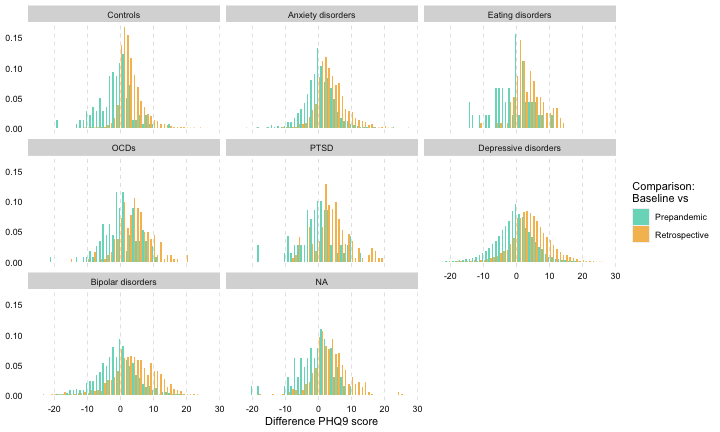 Controls
Anxiety disorders
Eating disorders
0.15
0.10
0.05
0.00
OCDs
PTSD
Depressive disorders
0.15
0.10
0.05
0.00
-20 -10 0 10 20 30
Bipolar disorders
NA
0.15
0.10
0.05
0.00
-20 -10 0 10 20 30
-20 -10 0 10 20 30
Difference PHQ9 score
Comparison:
Baseline vs
Prepandemic
Retrospective